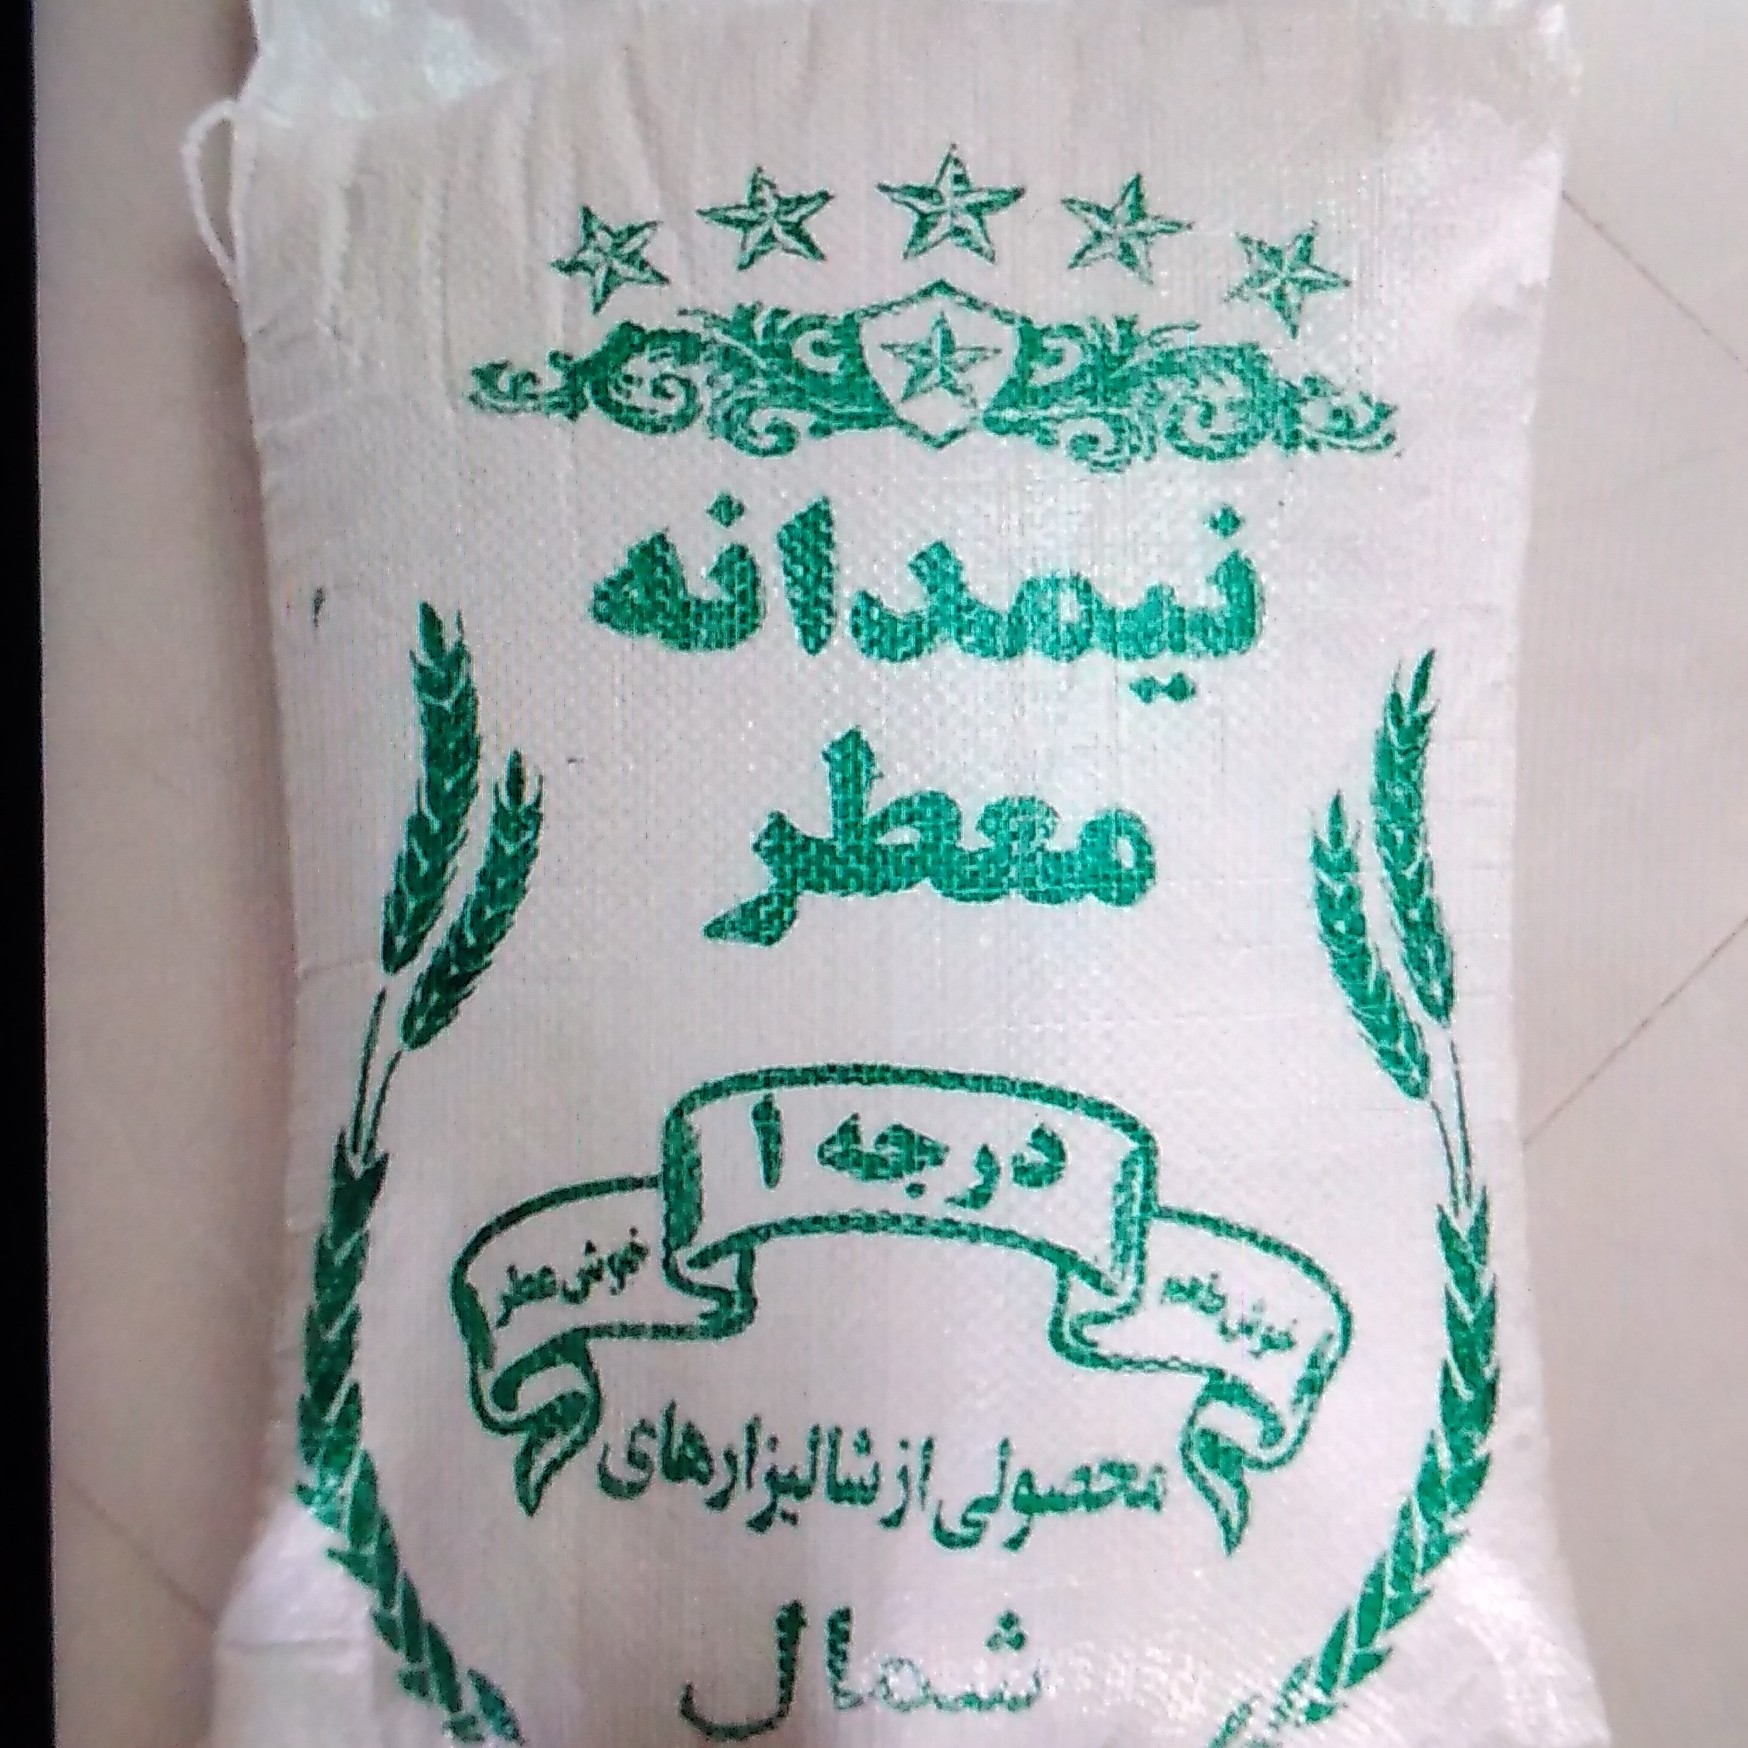 نیمدانه
معطر
درجه ۱
خوش طعم
خوش عطر
محصولی از شالیزارهای
شمال